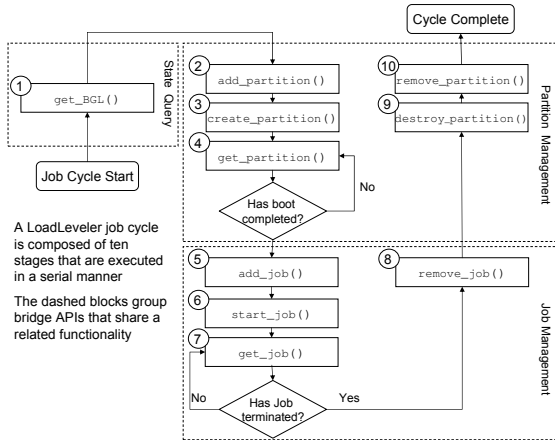 Cycle Complete
1
get_BGL()
State Query
Job Cycle Start
2
add_partition()
3
create_partition()
4
get_partition()
No
Has boot
completed?
10
remove_partition()
9
destroy_partition()
Partition Management
A LoadLeveler job cycle
is composed of ten
stages that are executed
in a serial manner
The dashed blocks group
bridge APIs that share a
related functionality
5
add_job()
6
start_job()
7
get_job()
No
Has Job
terminated?
Yes
8
remove_job()
Job Management